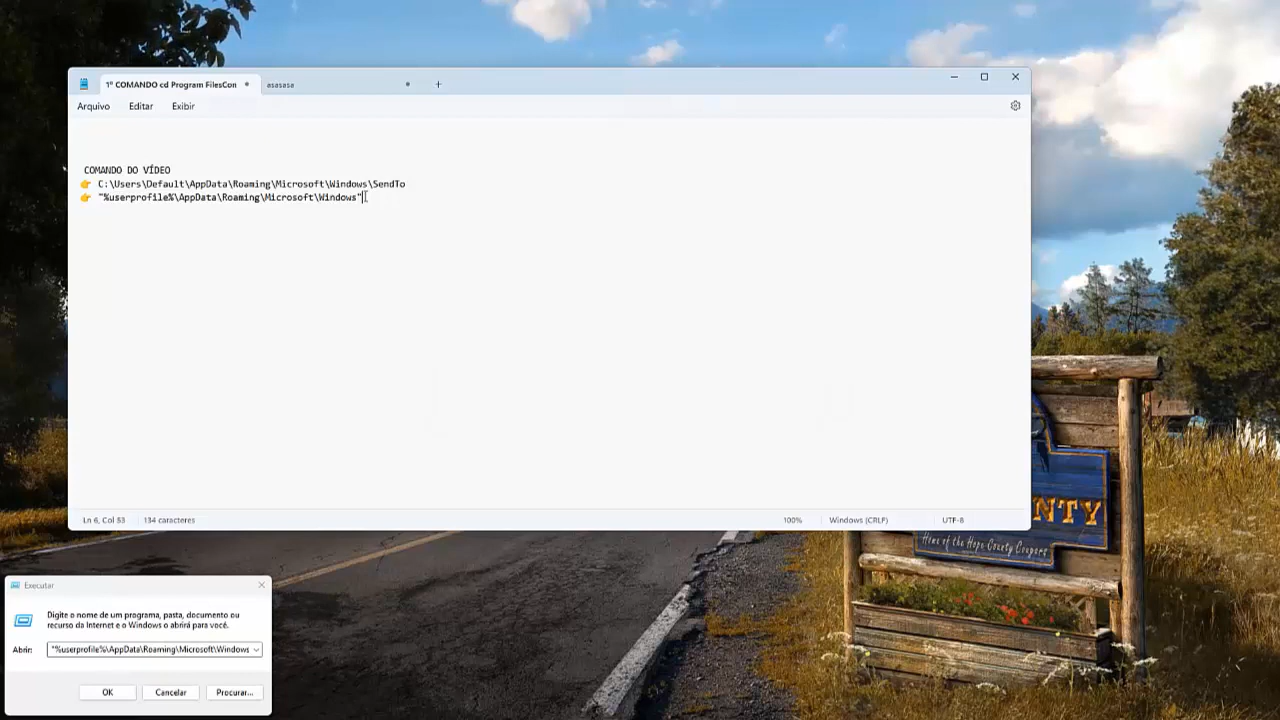 1º COMANDO cd Program FilesCon
asasasa
Arquivo Editar Exibir
COMANDO DO VÍDEO
👉 C:\Users\Default\AppData\Roaming\Microsoft\Windows\SendTo
👉 "%userprofile%\AppData\Roaming\Microsoft\Windows"
Ln 6, Col 53 134 caracteres 100% Windows (CRLF) UTF-8
NTY
Home of the Hope County Cougars
Executar
Digite o nome de um programa, pasta, documento ou
recurso da Internet e o Windows o abrirá para você.
Abrir: "%userprofile%\AppData\Roaming\Microsoft\Windows
OK Cancelar Procurar...